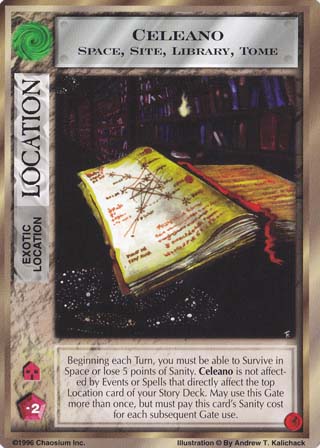 CELEANO
SPACE, SITE, LIBRARY, TOME
LOCATION
EXOTIC
LOCATION
Beginning each Turn, you must be able to Survive in
Space or lose 5 points of Sanity. Celeano is not affect-
ed by Events or Spells that directly affect the top
Location card of your Story Deck. May use this Gate
more than once, but must pay this card's Sanity cost
for each subsequent Gate use.
-2
©1996 Chaosium Inc.
Illustration © By Andrew T. Kalichack